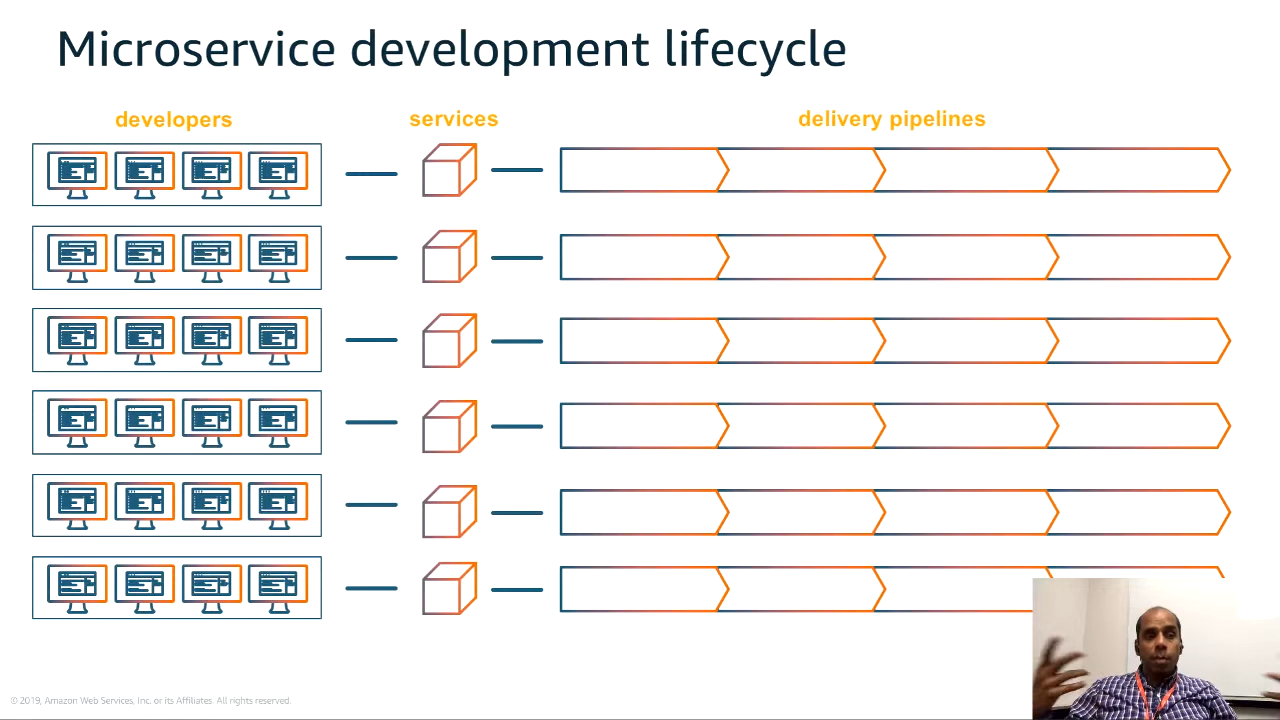 Microservice development lifecycle
developers
services
delivery pipelines
© 2019, Amazon Web Services, Inc. or its Affiliates. All rights reserved.